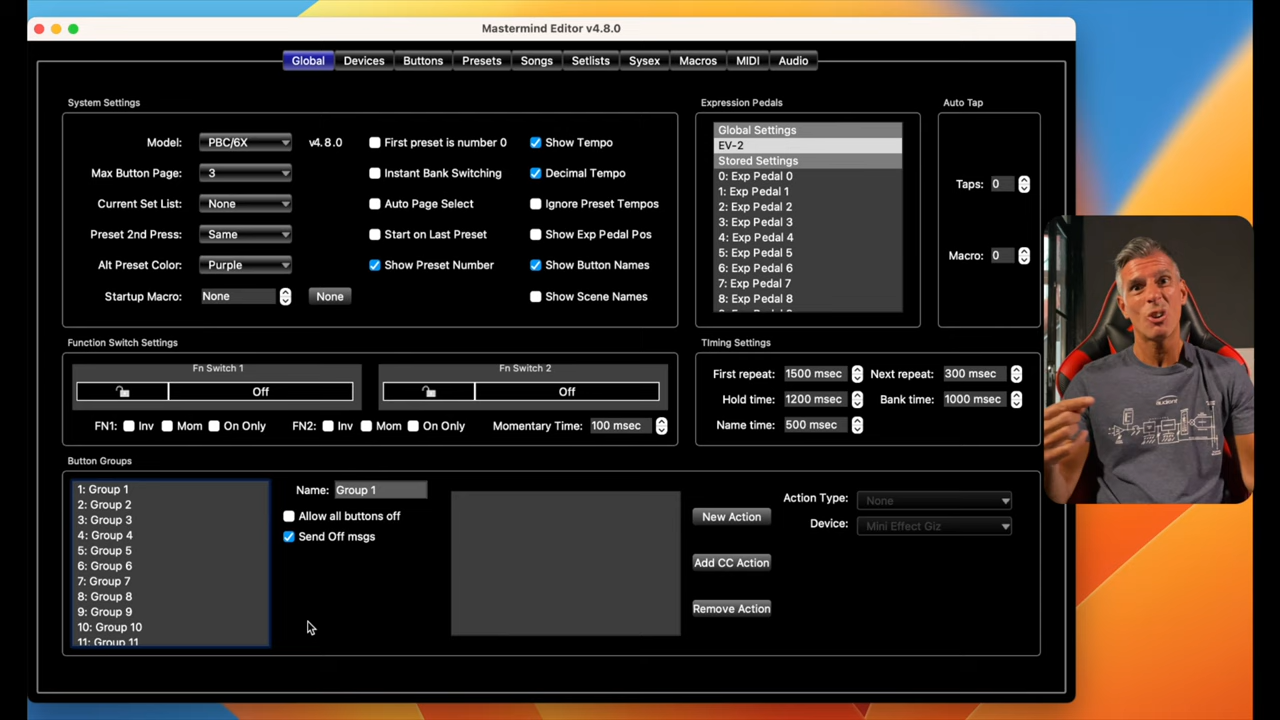 Mastermind Editor v4.8.0
Global Devices Buttons Presets Songs Setlists Sysex Macros MIDI Audio
System Settings
Model: PBC/6X v4.8.0
Max Button Page: 3
Current Set List: None
Preset 2nd Press: Same
Alt Preset Color: Purple
Startup Macro: None None
First preset is number 0
Instant Bank Switching
Auto Page Select
Start on Last Preset
Show Preset Number
Show Tempo
Decimal Tempo
Ignore Preset Tempos
Show Exp Pedal Pos
Show Button Names
Show Scene Names
Expression Pedals
Global Settings
EV-2
Stored Settings
0: Exp Pedal 0
1: Exp Pedal 1
2: Exp Pedal 2
3: Exp Pedal 3
4: Exp Pedal 4
5: Exp Pedal 5
6: Exp Pedal 6
7: Exp Pedal 7
8: Exp Pedal 8
Auto Tap
Taps: 0
Macro: 0
Function Switch Settings
Fn Switch 1
Off
Fn Switch 2
Off
FN1: Inv Mom On Only FN2: Inv Mom On Only Momentary Time: 100 msec
TIming Settings
First repeat: 1500 msec Next repeat: 300 msec
Hold time: 1200 msec Bank time: 1000 msec
Name time: 500 msec
Button Groups
1: Group 1
2: Group 2
3: Group 3
4: Group 4
5: Group 5
6: Group 6
7: Group 7
8: Group 8
9: Group 9
10: Group 10
11: Group 11
Name: Group 1
Allow all buttons off
Send Off msgs
New Action
Add CC Action
Remove Action
Action Type: None
Device: Mini Effect Giz
audient